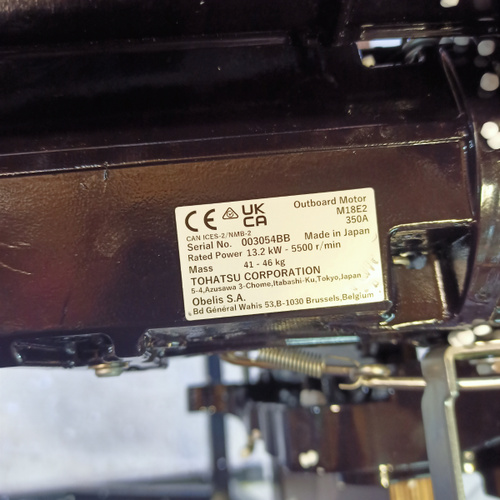 CE UKCA Outboard Motor
M18E2
CAN ICES-2/NMB-2 350A
Serial No. 003054BB Made in Japan
Rated Power 13.2 kW - 5500 r/min
Mass 41 - 46 kg
TOHATSU CORPORATION
5-4,Azusawa 3-Chome,Itabashi-Ku,Tokyo,Japan
Obelis S.A.
Bd Général Wahis 53,B-1030 Brussels,Belgium